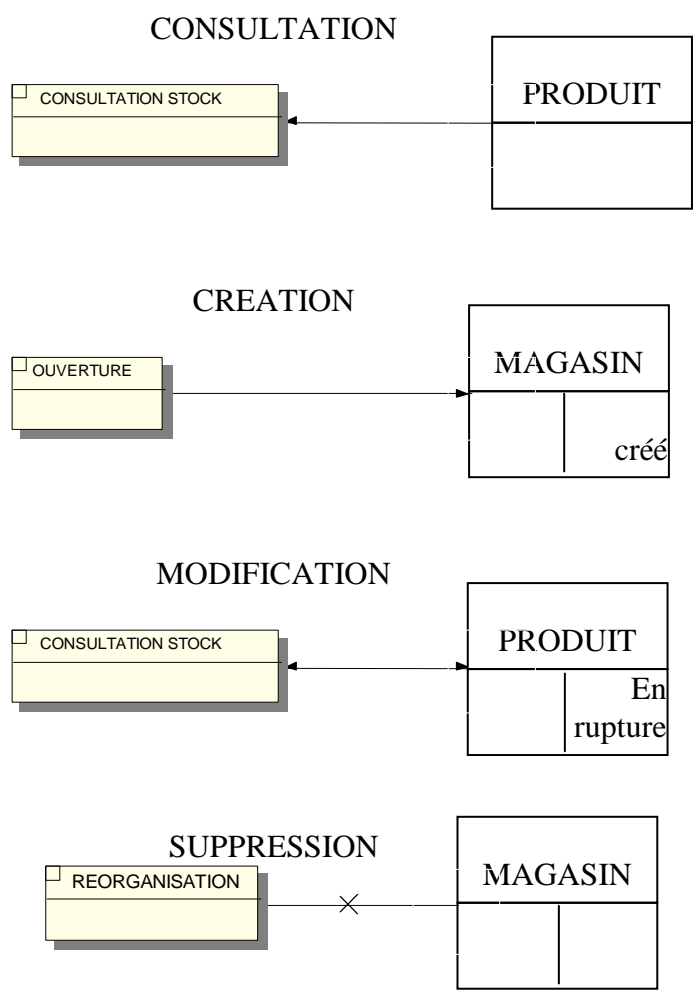 CONSULTATION
CONSULTATION STOCK
PRODUIT
CREATION
OUVERTURE
MAGASIN
créé
MODIFICATION
CONSULTATION STOCK
PRODUIT
En
rupture
SUPPRESSION
REORGANISATION
MAGASIN